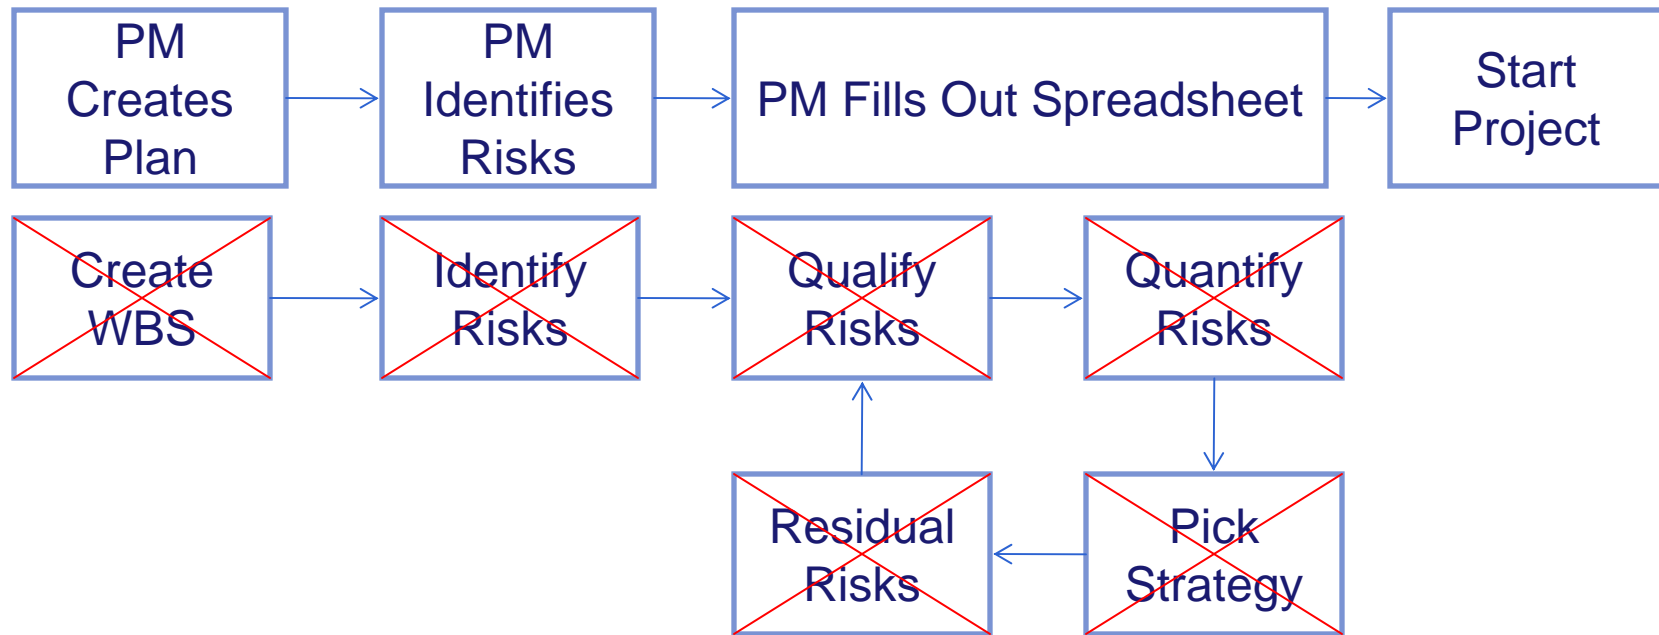 PM
Creates
Plan
PM
Identifies
Risks
PM Fills Out Spreadsheet
Start
Project
Create
WBS
Identify
Risks
Qualify
Risks
Quantify
Risks
Residual
Risks
Pick
Strategy